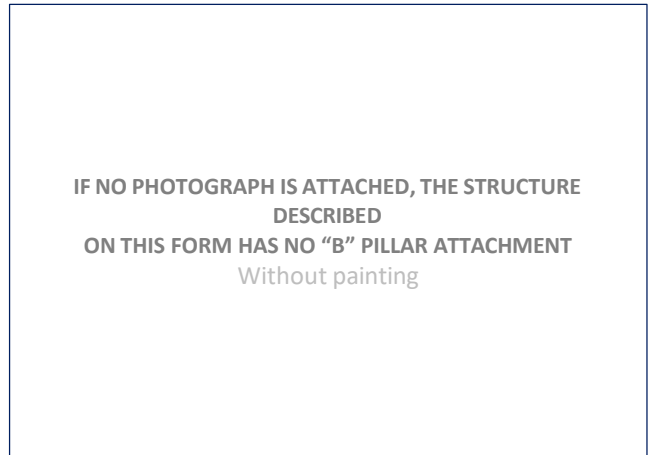 IF NO PHOTOGRAPH IS ATTACHED, THE STRUCTURE
DESCRIBED
ON THIS FORM HAS NO “B” PILLAR ATTACHMENT
Without painting